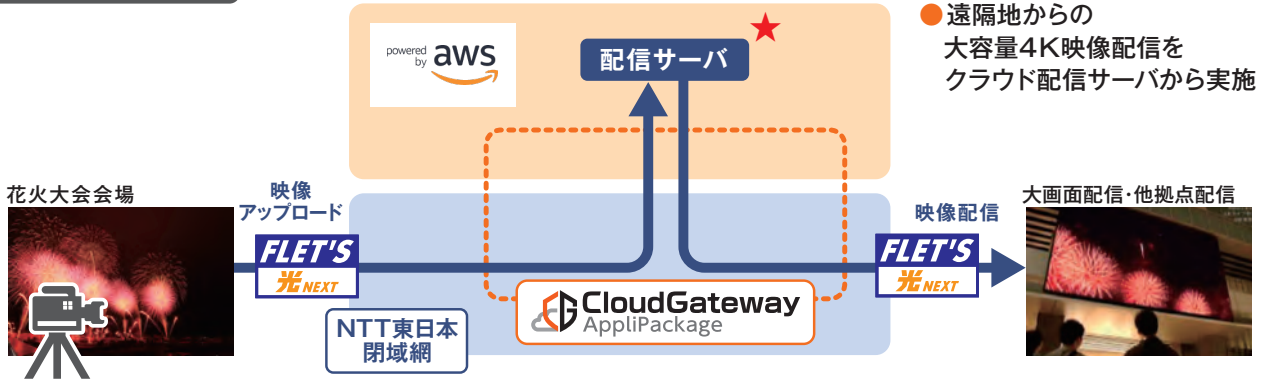 powered
by aws
配信サーバ
●遠隔地からの
大容量4K映像配信を
クラウド配信サーバから実施
花火大会会場
映像
アップロード
FLET'S
光NEXT
NTT東日本
閉域網
CloudGateway
AppliPackage
映像配信
FLET'S
光NEXT
大画面配信・他拠点配信